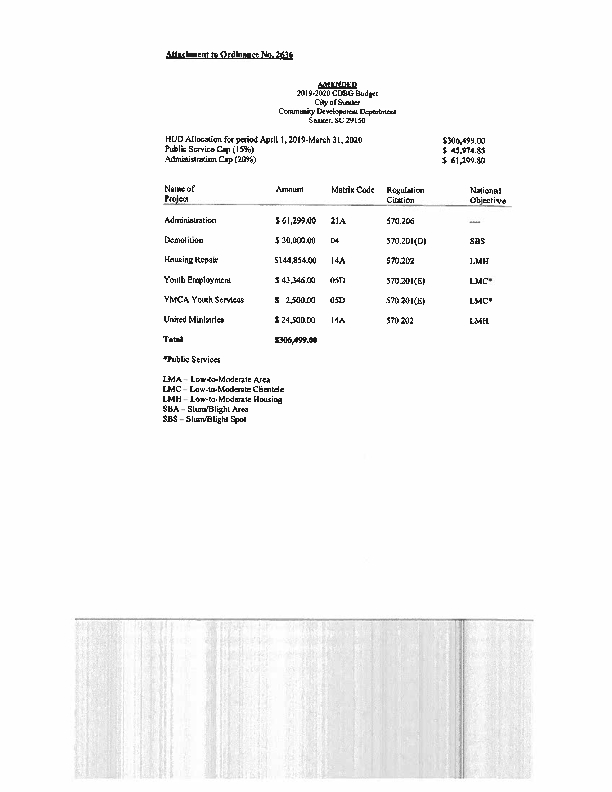 Attachment to Ordinance No. 2636
AMENDED
2019-2020 CDBG Budget
City of Sumter
Community Development Department
Sumter, SC 29150
HUD Allocation for period April 1, 2019-March 31, 2020 $306,499.00
Public Service Cap (15%) $ 45,974.85
Administration Cap (20%) $ 61,299.80
Name of Amount Matrix Code Regulation National
Project Citation Objective
Administration $ 61,299.00 21A 570.206 ----
Demolition $ 30,000.00 04 570.201(D) SBS
Housing Repair $144,854.00 14A 570.202 LMH
Youth Employment $ 43,346.00 05D 570.201(E) LMC*
YMCA Youth Services $ 2,500.00 05D 570.201(E) LMC*
United Ministries $ 24,500.00 14A 570.202 LMH
Total $306,499.00
*Public Services
LMA – Low-to-Moderate Area
LMC – Low-to-Moderate Clientele
LMH – Low-to-Moderate Housing
SBA – Slum/Blight Area
SBS – Slum/Blight Spot